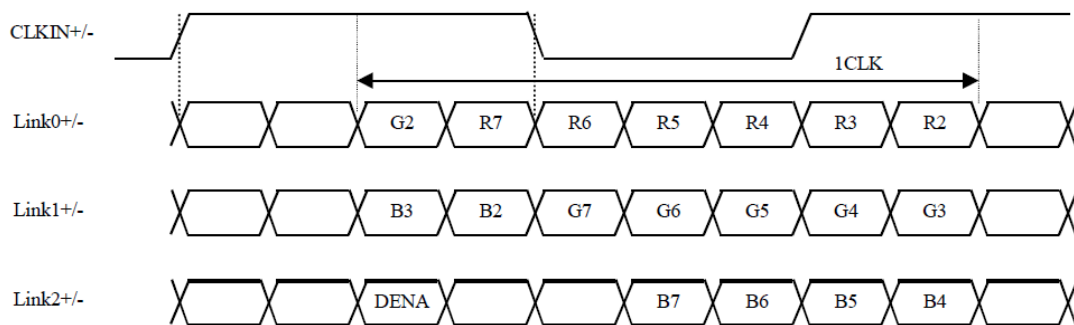 CLKIN+/-
1CLK
Link0+/- G2 R7 R6 R5 R4 R3 R2
Link1+/- B3 B2 G7 G6 G5 G4 G3
Link2+/- DENA B7 B6 B5 B4